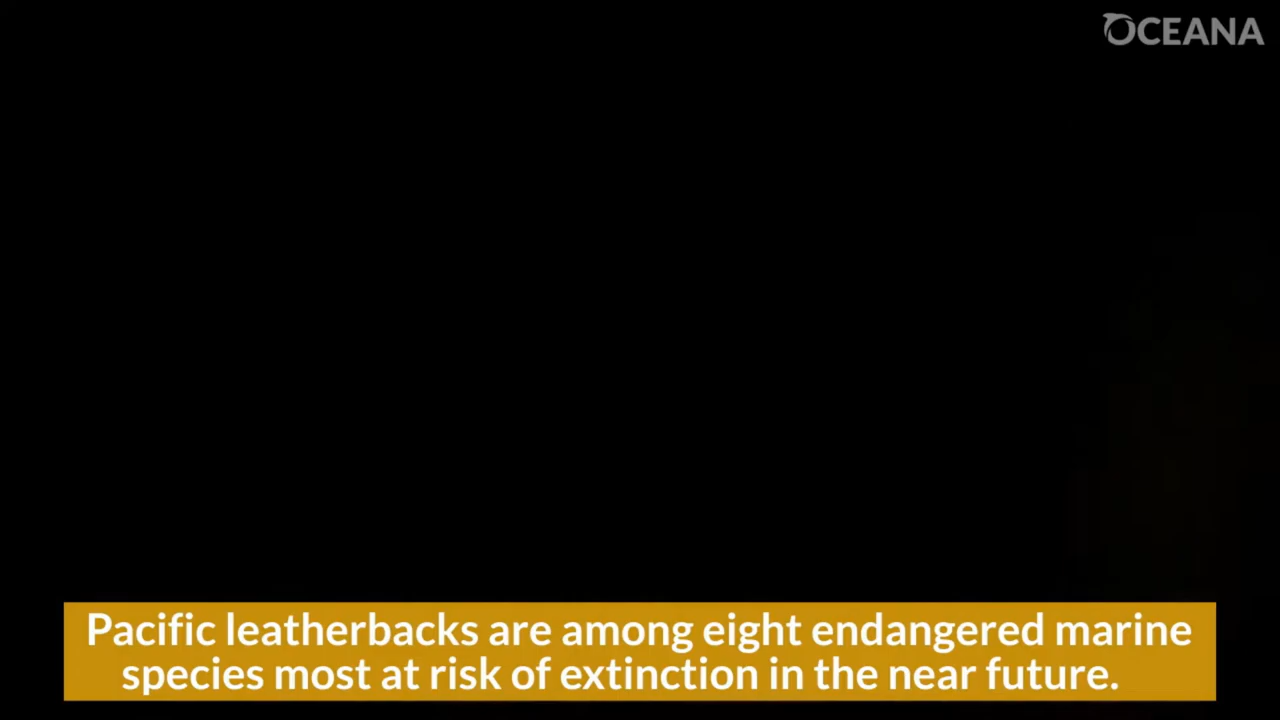 OCEANA
Pacific leatherbacks are among eight endangered marine
species most at risk of extinction in the near future.